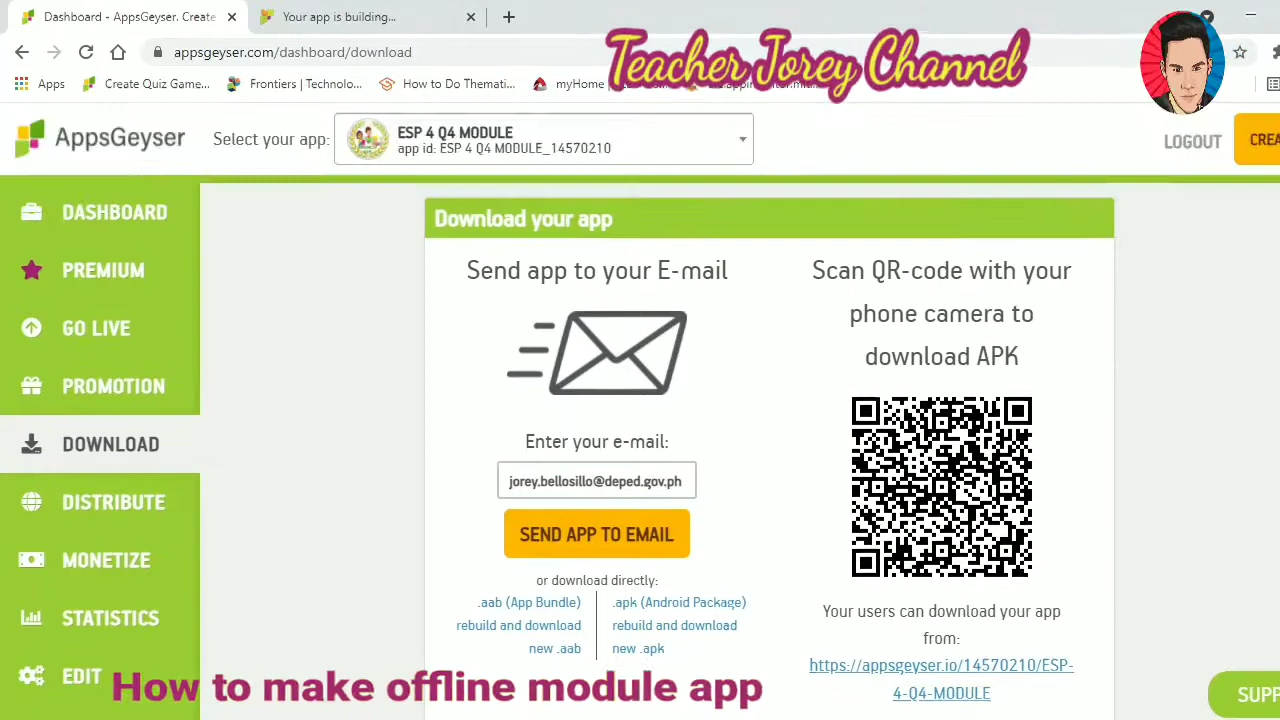 Dashboard - AppsGeyser. Create
Your app is building...
appsgeyser.com/dashboard/download
Teacher Jorey Channel
Apps
Create Quiz Game...
Frontiers | Technolo...
How to Do Themati...
myHome
AppsGeyser
Select your app:
ESP 4 Q4 MODULE
app id: ESP 4 Q4 MODULE_14570210
LOGOUT
CREA
DASHBOARD
PREMIUM
GO LIVE
PROMOTION
DOWNLOAD
DISTRIBUTE
MONETIZE
STATISTICS
EDIT
Download your app
Send app to your E-mail
Enter your e-mail:
jorey.bellosillo@deped.gov.ph
SEND APP TO EMAIL
or download directly:
.aab (App Bundle)
rebuild and download
new .aab
.apk (Android Package)
rebuild and download
new .apk
Scan QR-code with your
phone camera to
download APK
Your users can download your app
from:
https://appsgeyser.io/14570210/ESP-
4-Q4-MODULE
SUPP
How to make offline module app